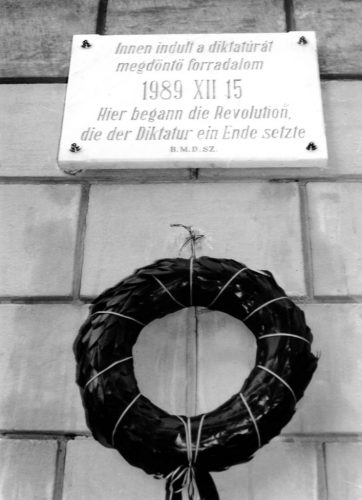 Innen indult a diktatúrát
megdöntő forradalom
1989 XII 15
Hier begann die Revolution,
die der Diktatur ein Ende setzte
B.M.D.SZ.